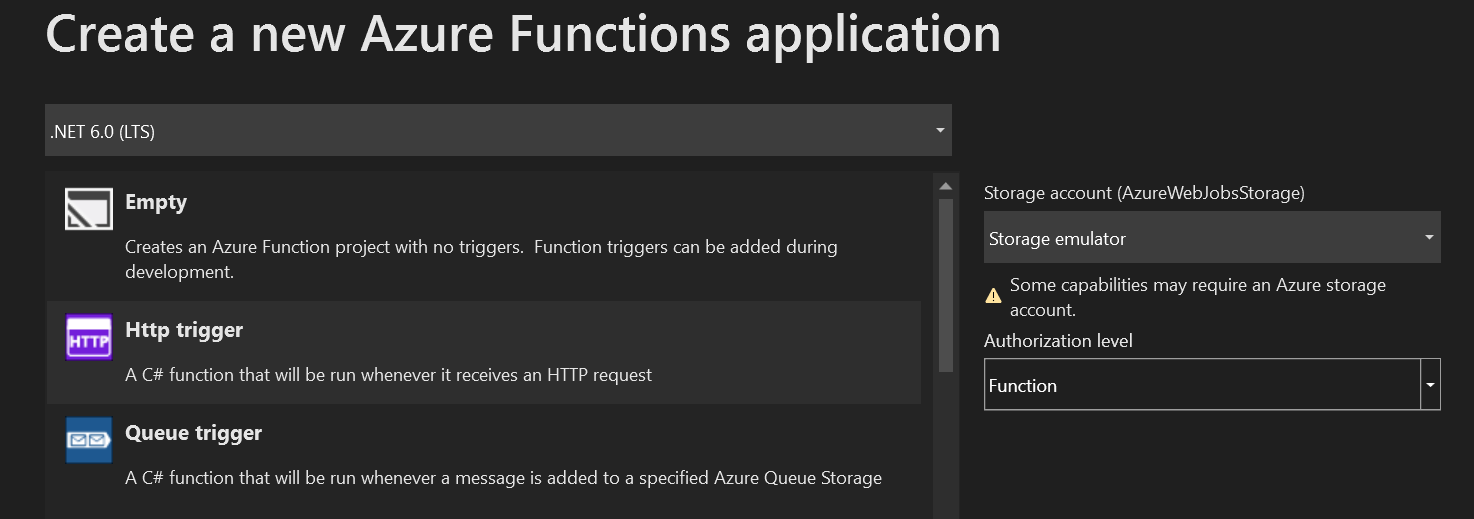 Create a new Azure Functions application
.NET 6.0 (LTS)
Empty
Creates an Azure Function project with no triggers.  Function triggers can be added during
development.
HTTP
Http trigger
A C# function that will be run whenever it receives an HTTP request
Queue trigger
A C# function that will be run whenever a message is added to a specified Azure Queue Storage
Storage account (AzureWebJobsStorage)
Storage emulator
Some capabilities may require an Azure storage
account.
Authorization level
Function